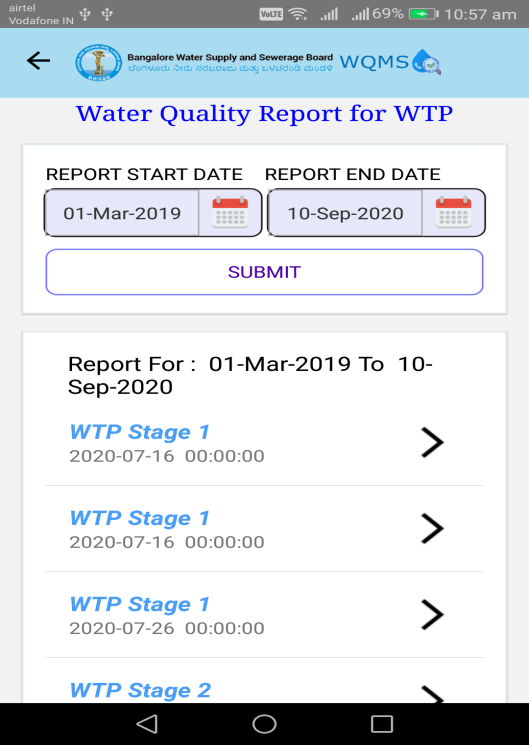 airtel
Vodafone IN
VoLTE 69% 10:57 am
Bangalore Water Supply and Sewerage Board
ಬೆಂಗಳೂರು ನೀರು ಸರಬರಾಜು ಮತ್ತು ಒಳಚರಂಡಿ ಮಂಡಳಿ
WQMS
Water Quality Report for WTP
REPORT START DATE REPORT END DATE
01-Mar-2019 10-Sep-2020
SUBMIT
Report For : 01-Mar-2019 To 10-
Sep-2020
WTP Stage 1
2020-07-16 00:00:00
WTP Stage 1
2020-07-16 00:00:00
WTP Stage 1
2020-07-26 00:00:00
WTP Stage 2